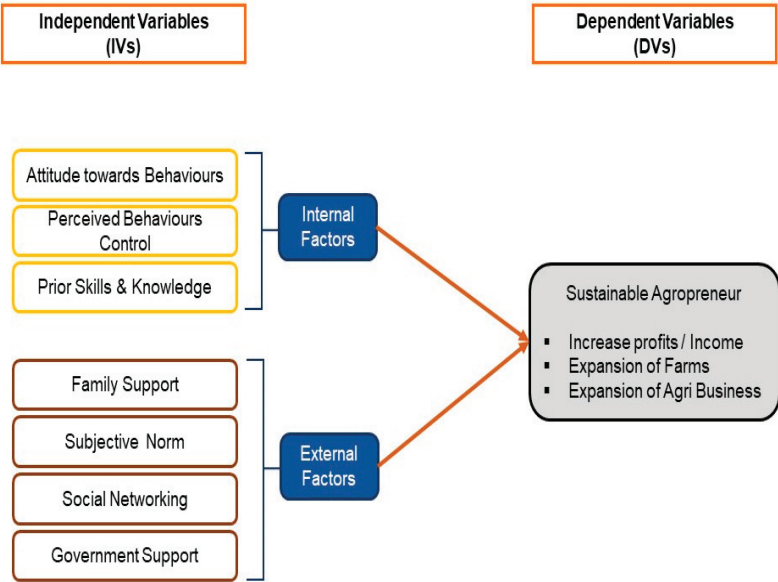 Independent Variables
(IVs)
Dependent Variables
(DVs)
Attitude towards Behaviours
Perceived Behaviours
Control
Prior Skills & Knowledge
Internal
Factors
Family Support
Subjective Norm
Social Networking
Government Support
External
Factors
Sustainable Agropreneur
▪ Increase profits / Income
▪ Expansion of Farms
▪ Expansion of Agri Business